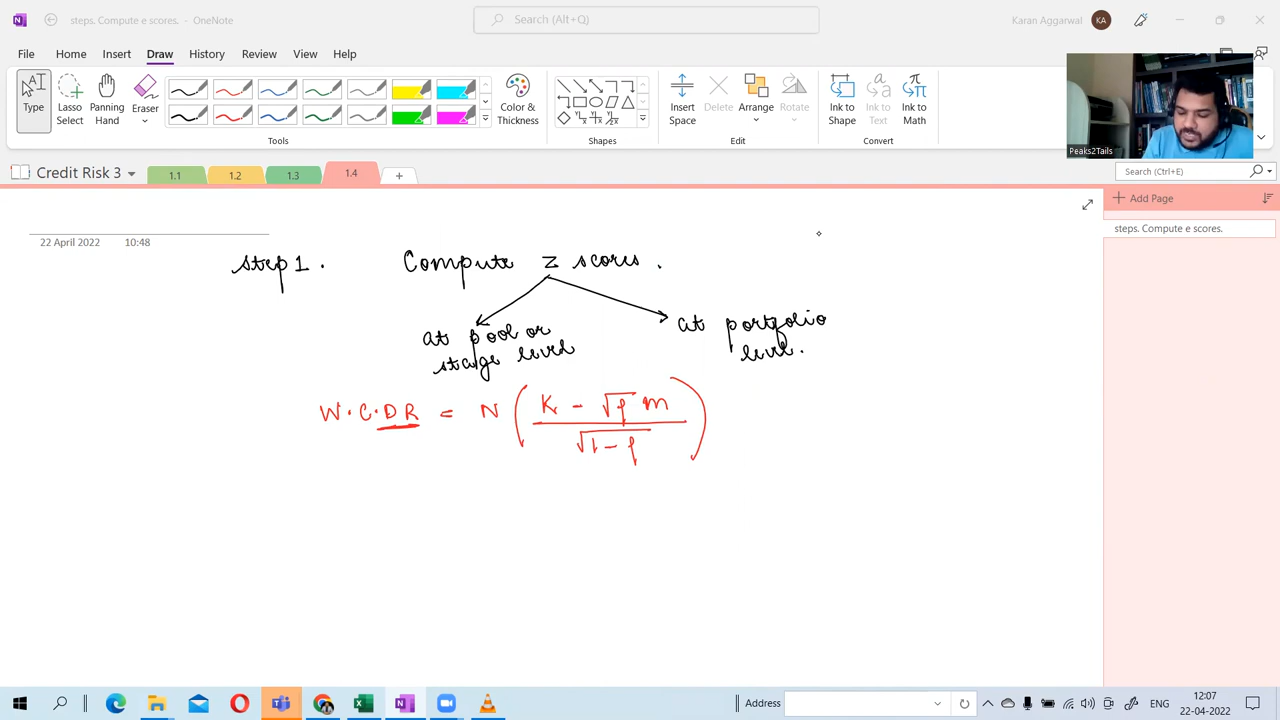 steps. Compute e scores. - OneNote
Search (Alt+Q)
Karan Aggarwal
KA
File Home Insert Draw History Review View Help
Type
Lasso Select
Panning Hand
Eraser
Color & Thickness
Insert Space
Delete
Arrange
Rotate
Ink to Shape
Ink to Text
Ink to Math
Tools
Shapes
Edit
Convert
Peaks2Tails
Credit Risk 3
1.1
1.2
1.3
1.4
Search (Ctrl+E)
Add Page
steps. Compute e scores.
22 April 2022 10:48
step 1. Compute z scores.
at pool or
stage level
at portfolio
level.
W.C.DR = N ( K - √ρ m / √1-ρ )
Address
ENG
12:07
22-04-2022